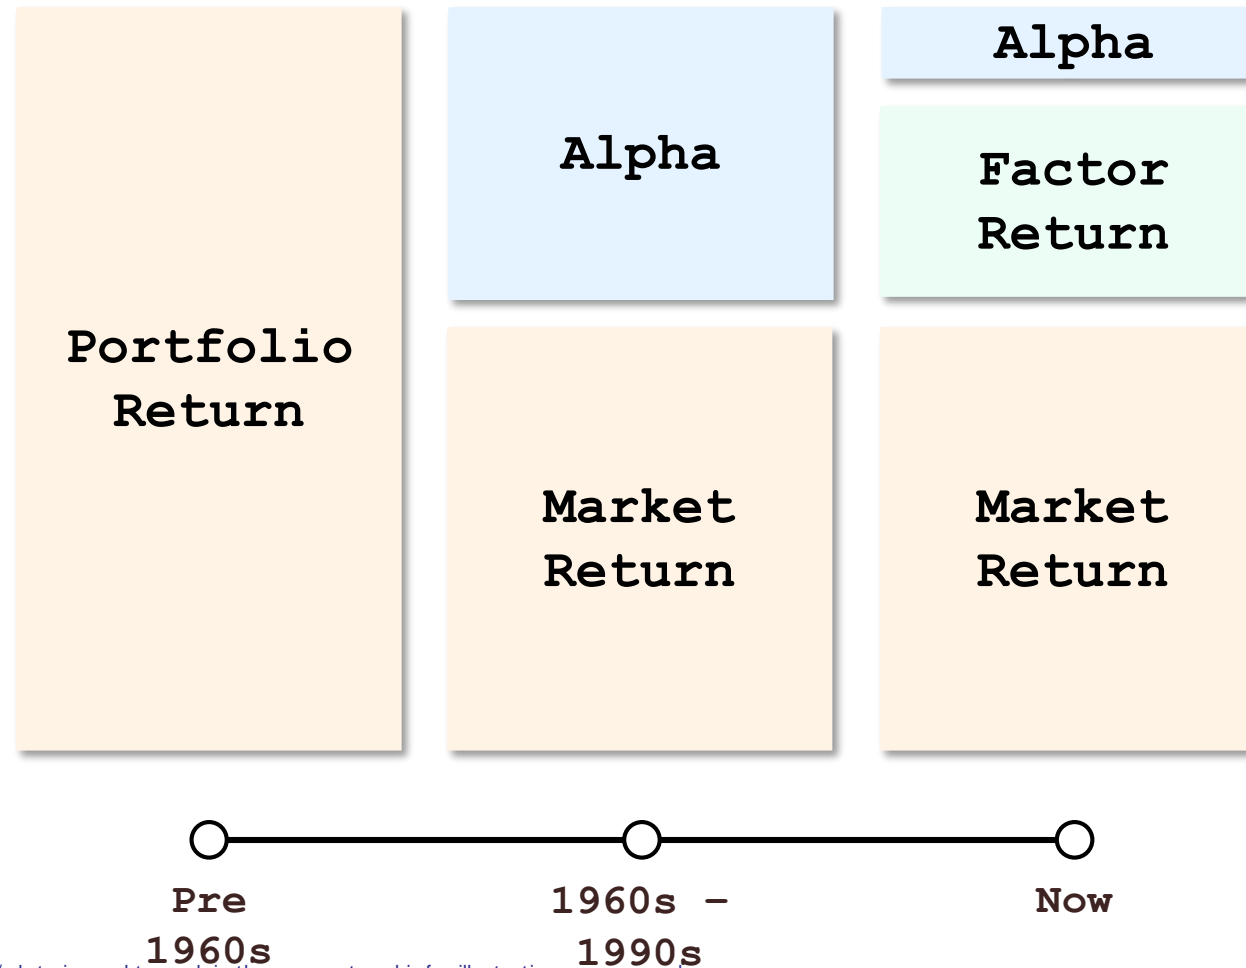 Portfolio
Return
Alpha
Market
Return
Alpha
Factor
Return
Market
Return
Pre
1960s
1960s –
1990s
Now